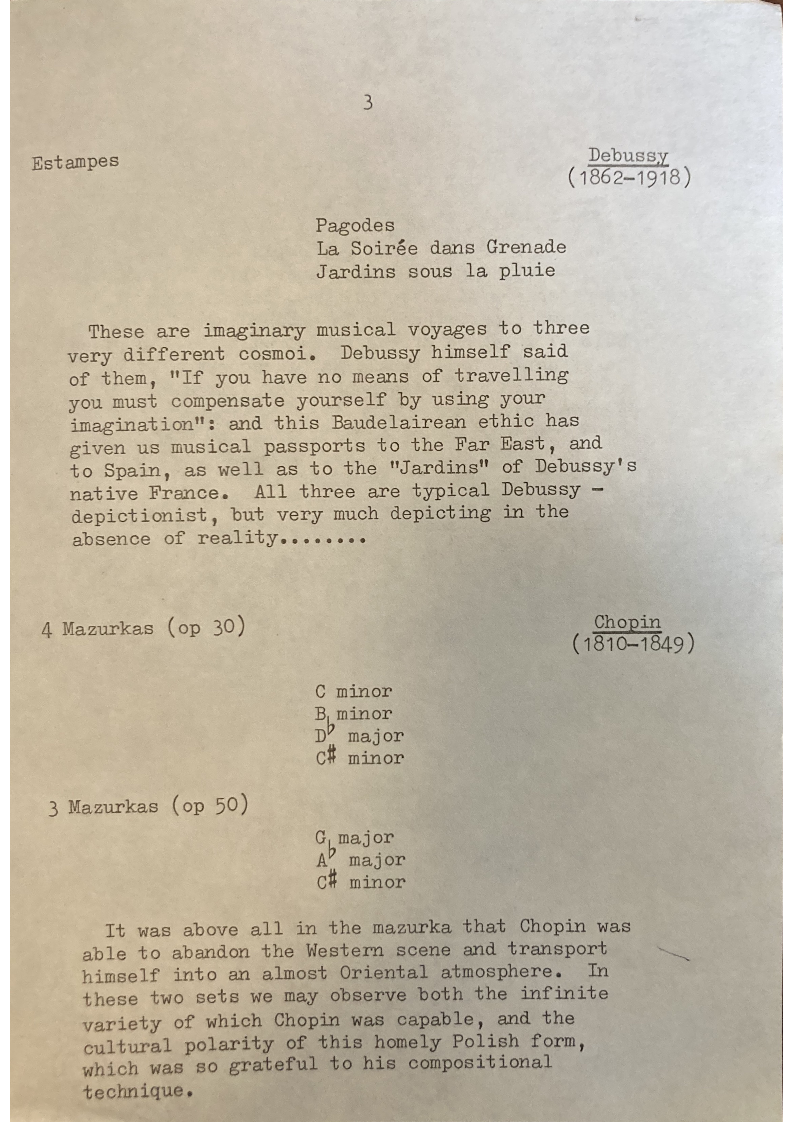 3
Estampes
Debussy
(1862-1918)
Pagodes
La Soirée dans Grenade
Jardins sous la pluie
These are imaginary musical voyages to three
very different cosmoi. Debussy himself said
of them, "If you have no means of travelling
you must compensate yourself by using your
imagination": and this Baudelairean ethic has
given us musical passports to the Far East, and
to Spain, as well as to the "Jardins" of Debussy's
native France. All three are typical Debussy –
depictionist, but very much depicting in the
absence of reality........
4 Mazurkas (op 30)
Chopin
(1810-1849)
C minor
B minor
D♭ major
C# minor
3 Mazurkas (op 50)
G major
A♭ major
C# minor
It was above all in the mazurka that Chopin was
able to abandon the Western scene and transport
himself into an almost Oriental atmosphere. In
these two sets we may observe both the infinite
variety of which Chopin was capable, and the
cultural polarity of this homely Polish form,
which was so grateful to his compositional
technique.